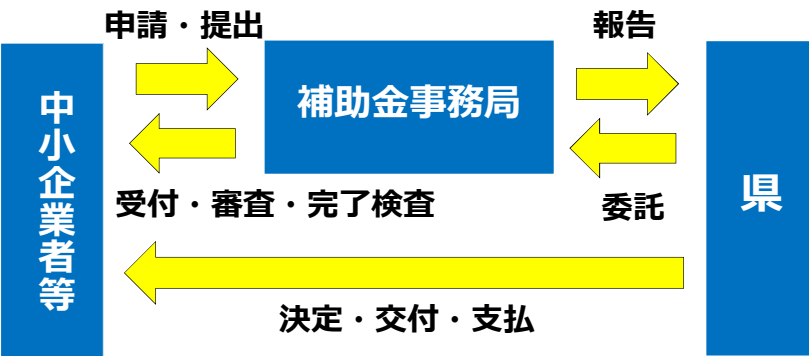 申請・提出
報告
補助金事務局
中小企業者等
県
受付・審査・完了検査
委託
決定・交付・支払